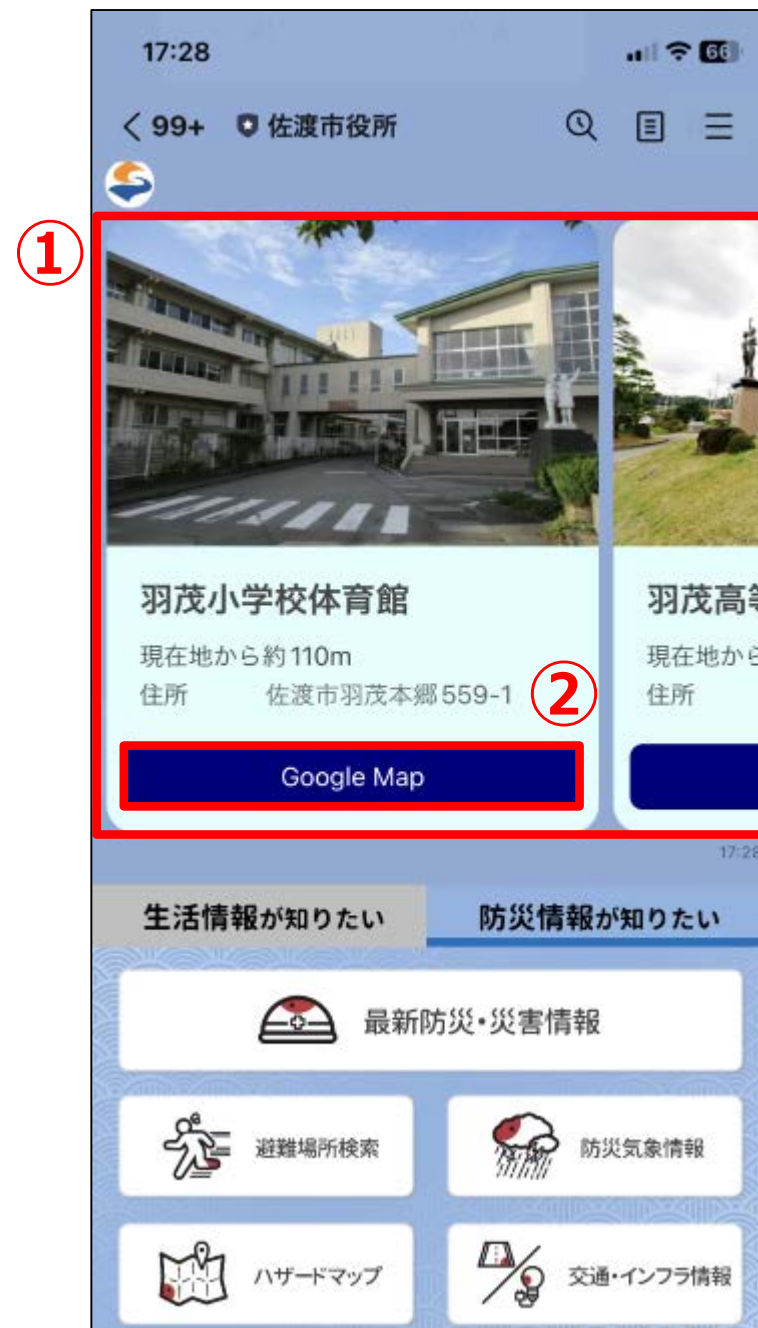 17:28
66
99+ 佐渡市役所
①
羽茂小学校体育館
現在地から約110m
住所 佐渡市羽茂本郷559-1
②
Google Map
羽茂高
現在地から
住所
17:28
生活情報が知りたい
防災情報が知りたい
最新防災・災害情報
避難場所検索
防災気象情報
ハザードマップ
交通・インフラ情報